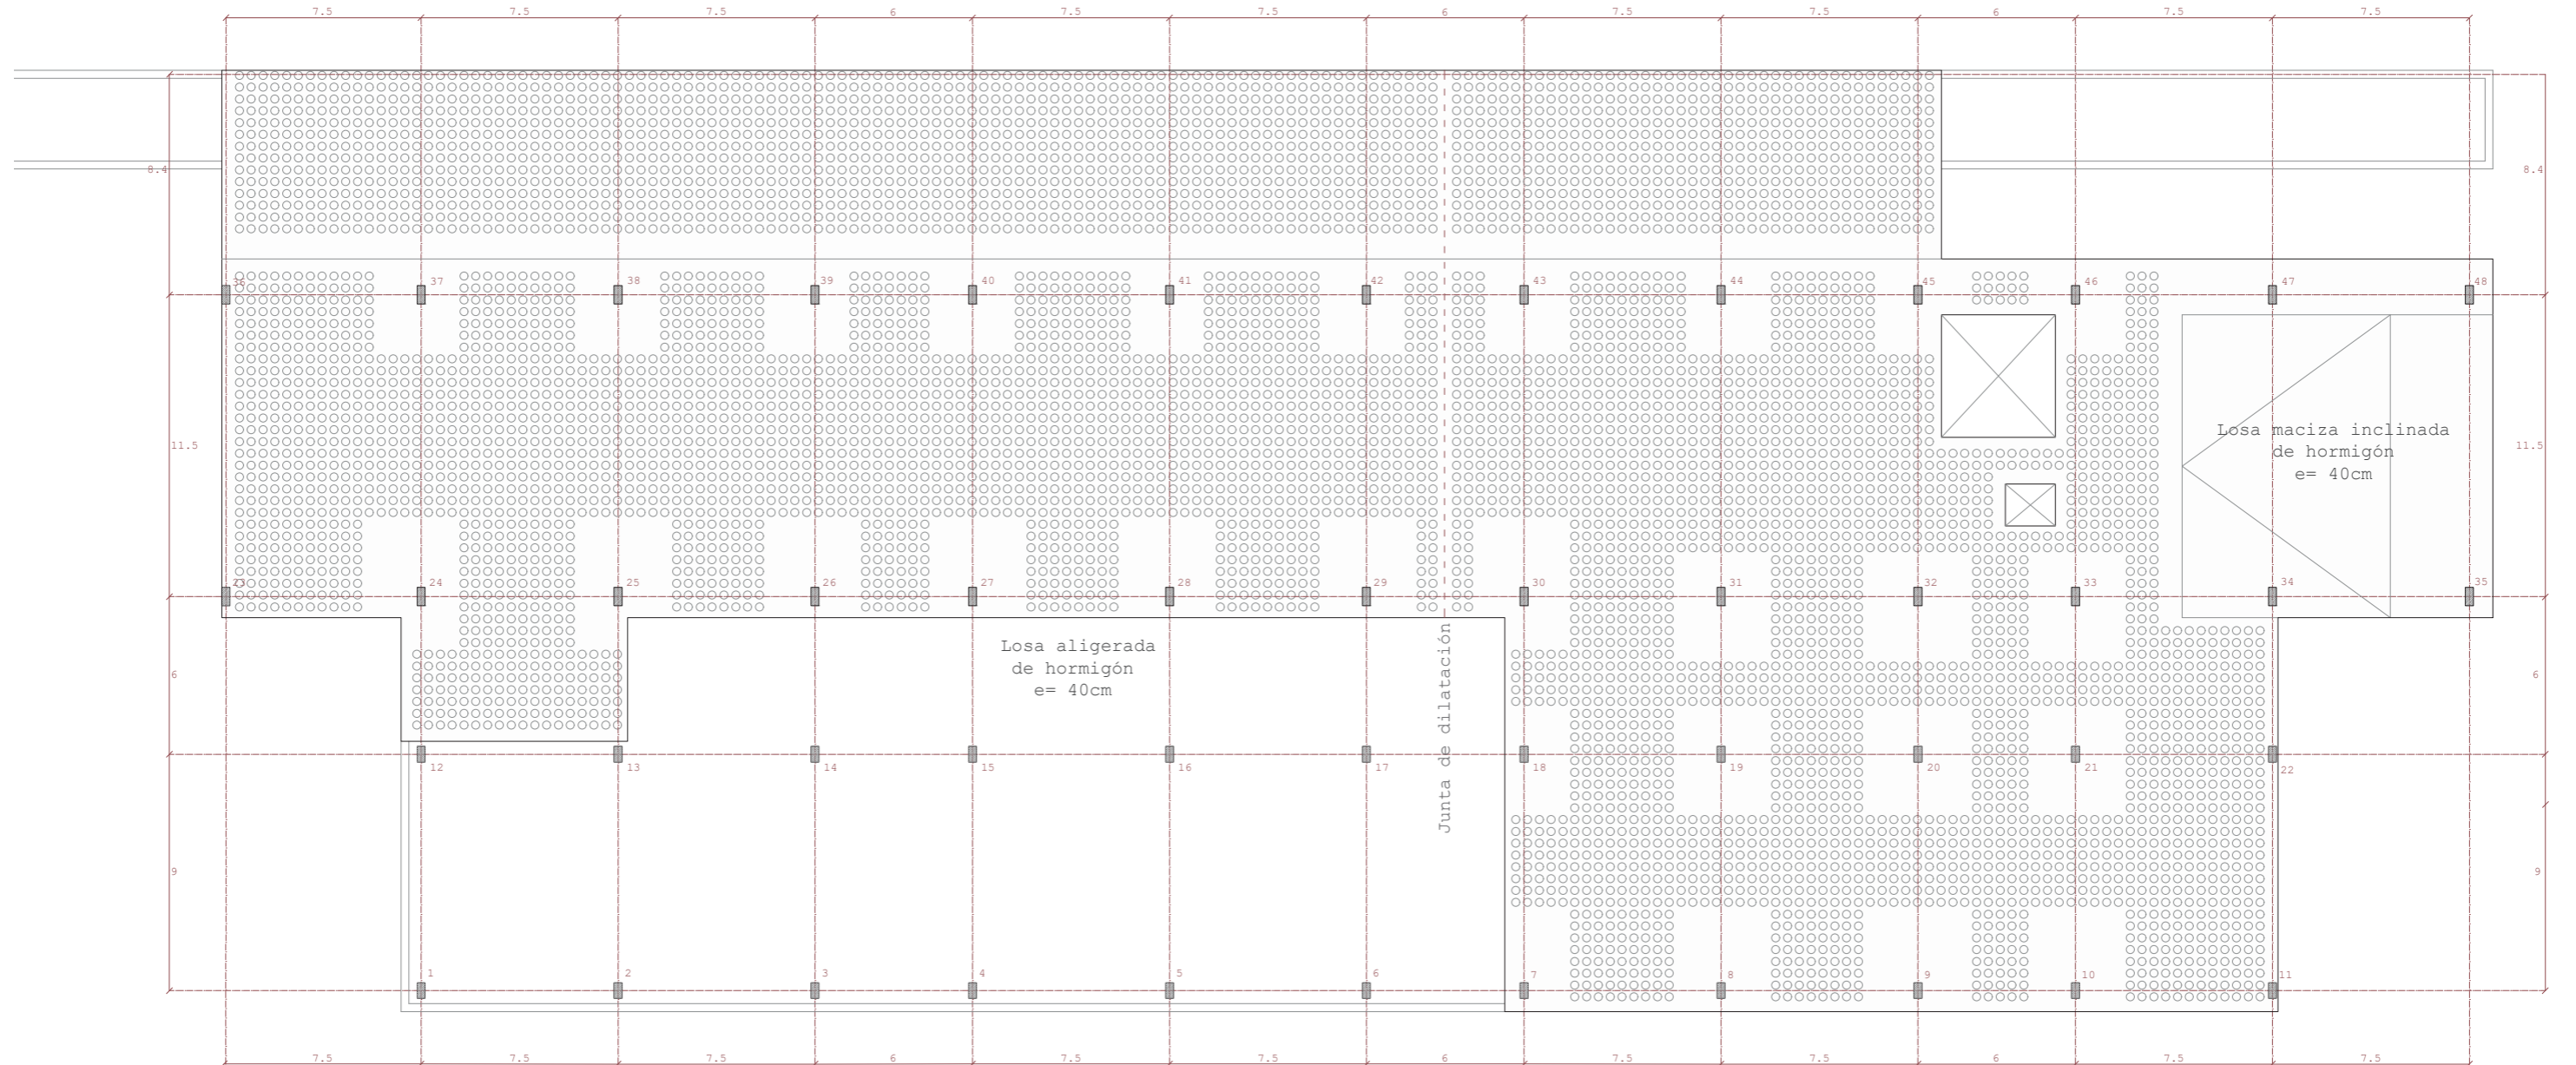 7.5 7.5 7.5 6 7.5 7.5 6 7.5 7.5 6 7.5 7.5
8.4 8.4
36 37 38 39 40 41 42 43 44 45 46 47 48
11.5 11.5
Losa maciza inclinada
de hormigón
e= 40cm
23 24 25 26 27 28 29 30 31 32 33 34 35
Losa aligerada
de hormigón
e= 40cm
Junta de dilatación
6 6
12 13 14 15 16 17 18 19 20 21 22
9 9
1 2 3 4 5 6 7 8 9 10 11
7.5 7.5 7.5 6 7.5 7.5 6 7.5 7.5 6 7.5 7.5